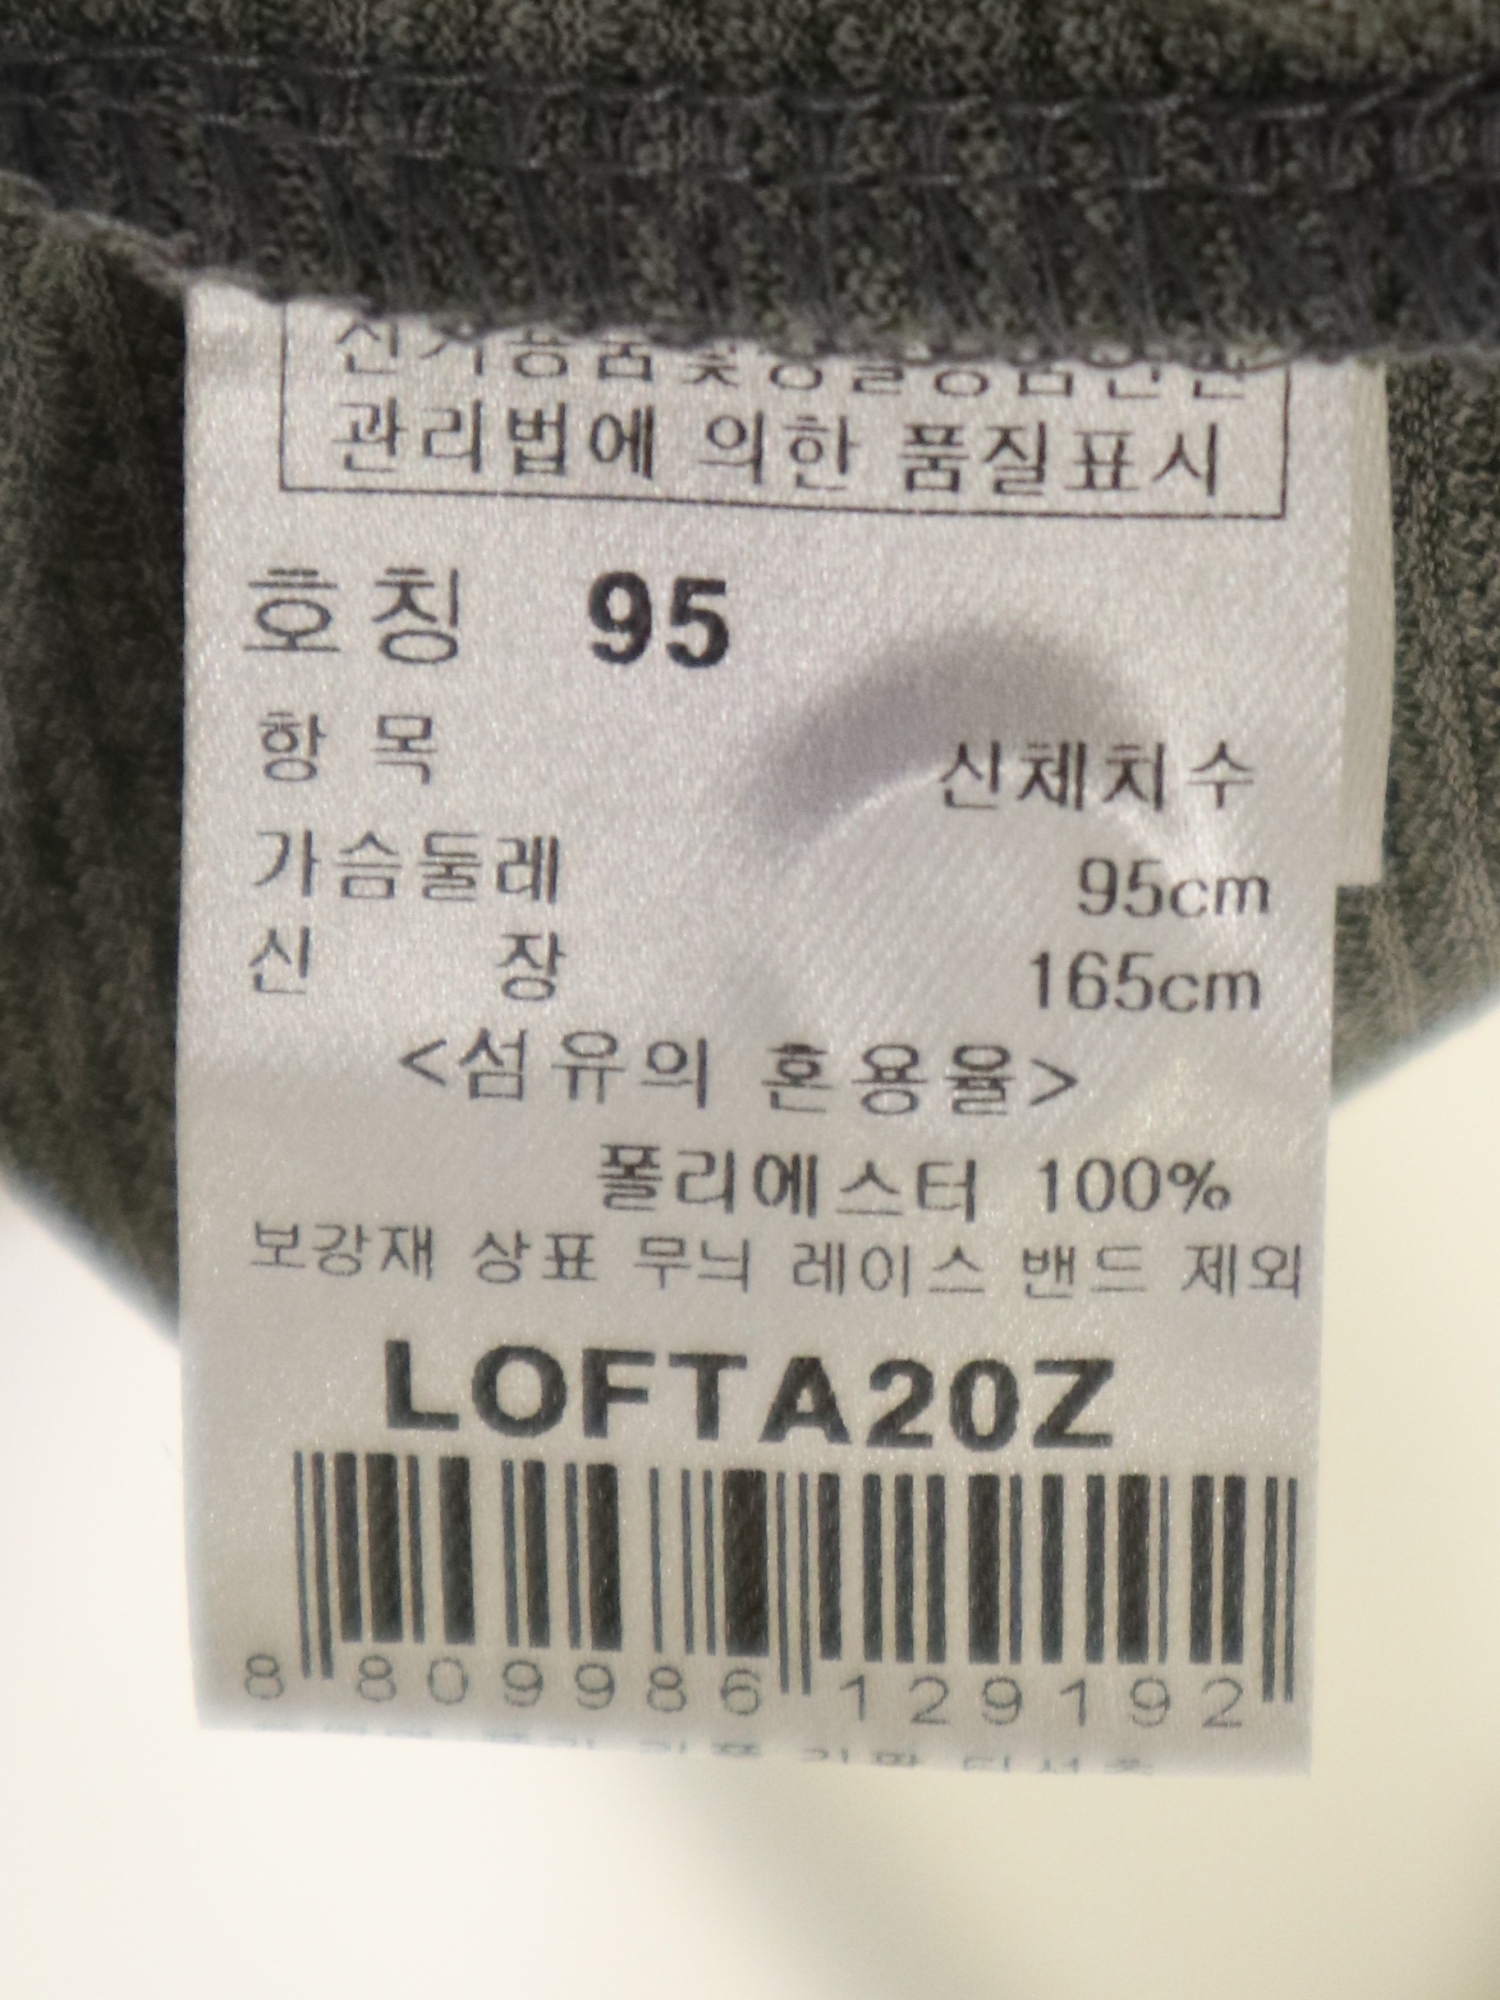 관리법에 의한 품질표시
호칭 95
항목 신체치수
가슴둘레 95cm
신장 165cm
<섬유의 혼용율>
폴리에스터 100%
보강재 상표 무늬 레이스 밴드 제외
LOFTA20Z
8 809986 129192